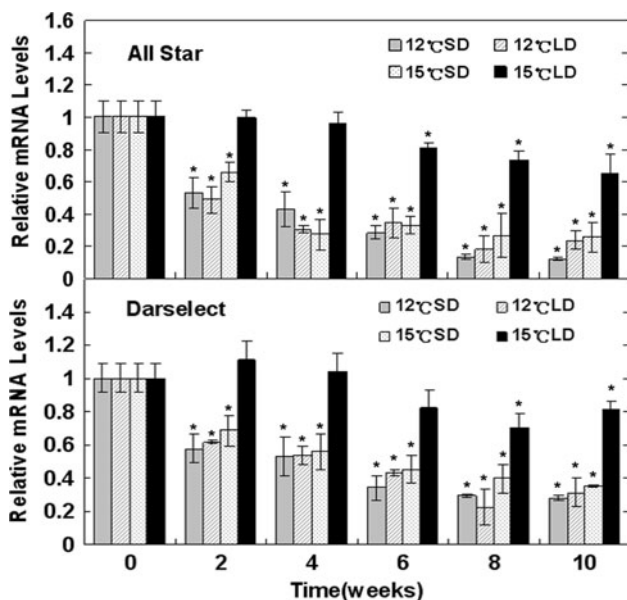 1.6
1.4
1.2
1
0.8
0.6
0.4
0.2
0
Relative mRNA Levels
All Star
12℃SD 12℃LD
15℃SD 15℃LD
* * *
* * *
* * * *
* * * *
* * * *
1.4
1.2
1
0.8
0.6
0.4
0.2
0
Relative mRNA Levels
Darselect
12℃SD 12℃LD
15℃SD 15℃LD
* * *
* * *
* * *
* * * *
* * * *
0 2 4 6 8 10
Time(weeks)